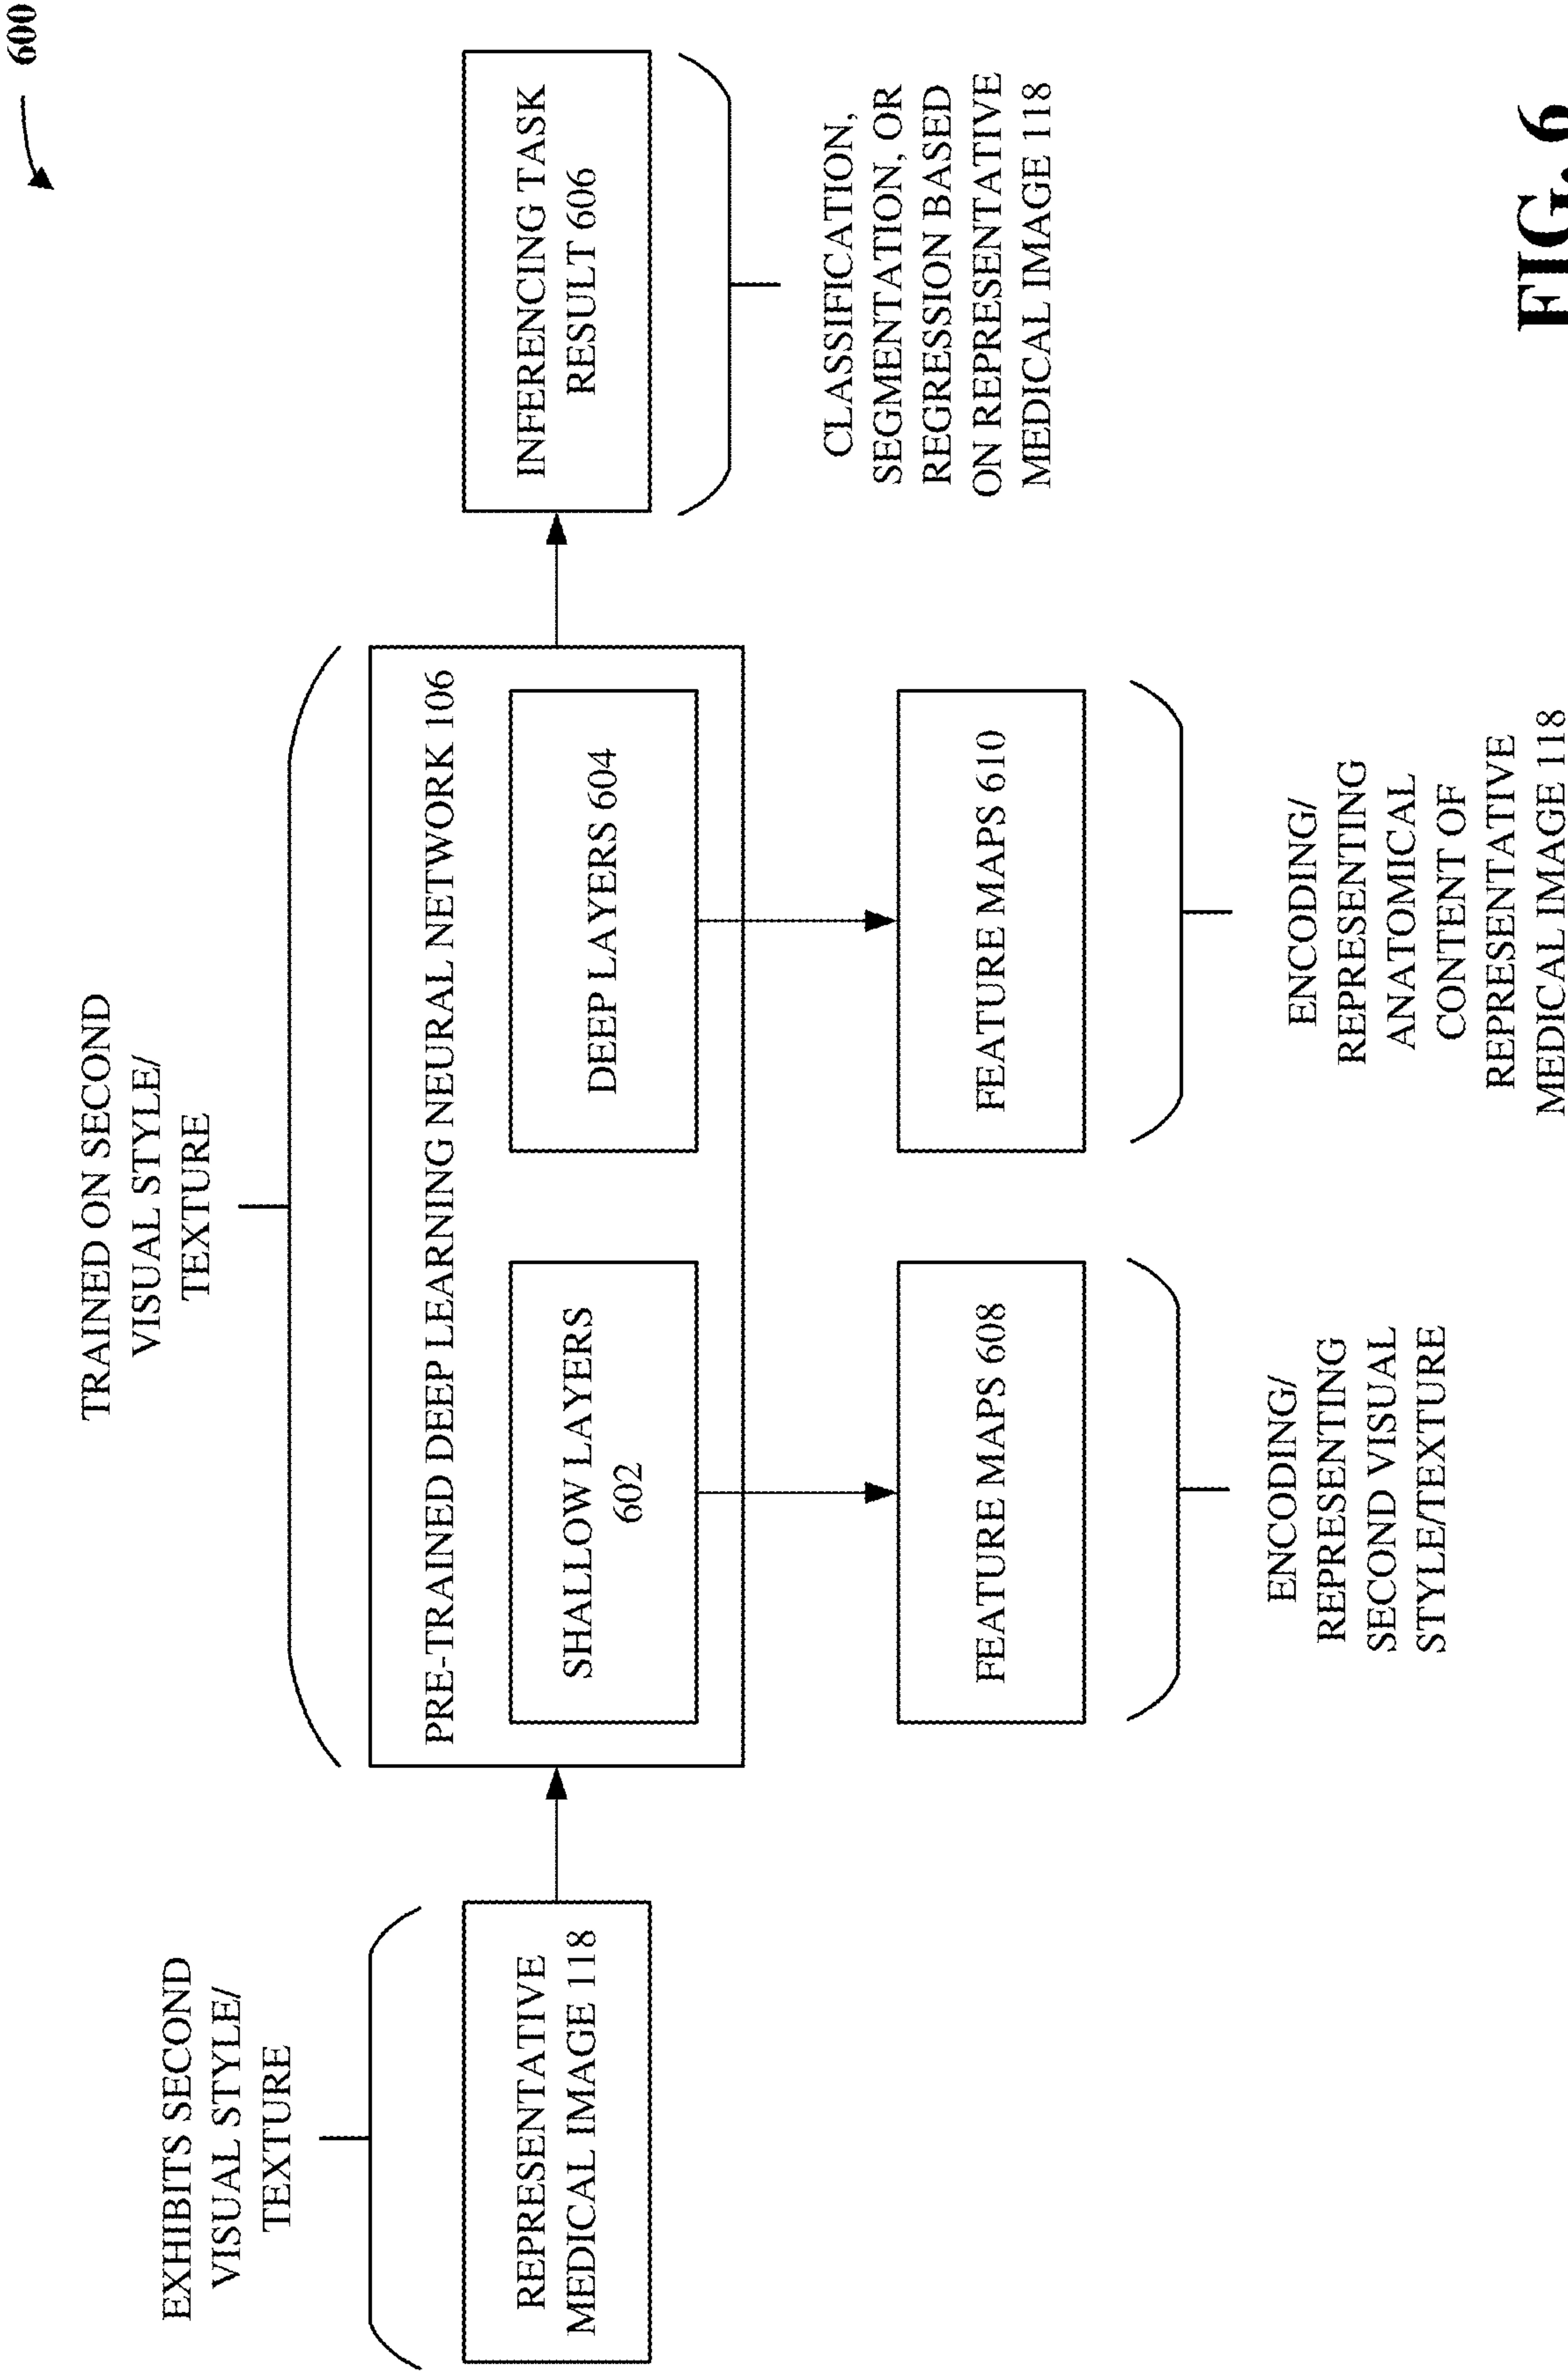 600
EXHIBITS SECOND
VISUAL STYLE/
TEXTURE
REPRESENTATIVE
MEDICAL IMAGE 118
TRAINED ON SECOND
VISUAL STYLE/
TEXTURE
PRE-TRAINED DEEP LEARNING NEURAL NETWORK 106
SHALLOW LAYERS
602
DEEP LAYERS 604
INFERENCING TASK
RESULT 606
CLASSIFICATION,
SEGMENTATION, OR
REGRESSION BASED
ON REPRESENTATIVE
MEDICAL IMAGE 118
FEATURE MAPS 608
ENCODING/
REPRESENTING
SECOND VISUAL
STYLE/TEXTURE
FEATURE MAPS 610
ENCODING/
REPRESENTING
ANATOMICAL
CONTENT OF
REPRESENTATIVE
MEDICAL IMAGE 118
FIG. 6